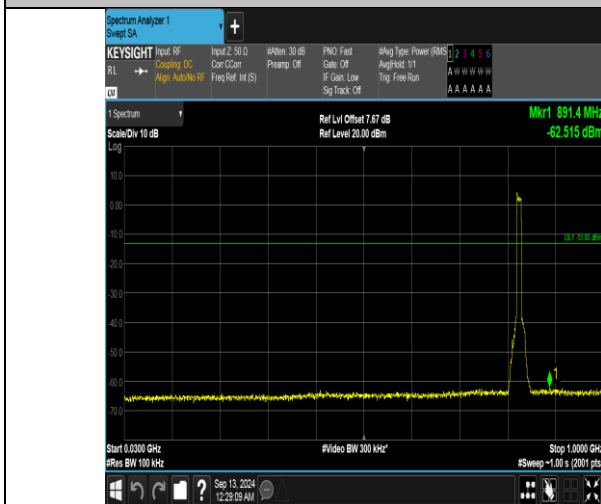 Spectrum Analyzer 1
Swept SA
+
KEYSIGHT
RL
Input: RF
Coupling: DC
Align: Auto/No RF
Input Z: 50 Ω
Corr CCorr
Freq Ref: Int (S)
#Atten: 30 dB
Preamp: Off
PNO: Fast
Gate: Off
IF Gain: Low
Sig Track: Off
#Avg Type: Power (RMS
Avg|Hold: 1/1
Trig: Free Run
1 2 3 4 5 6
A W W W W W
A A A A A A
1 Spectrum
Scale/Div 10 dB
Log
Ref Lvl Offset 7.67 dB
Ref Level 20.00 dBm
Mkr1 891.4 MHz
-62.515 dBm
10.0
0.00
-10.0
-20.0
-30.0
-40.0
-50.0
-60.0
-70.0
DL1 -13.00 dBm
1
Start 0.0300 GHz
#Res BW 100 kHz
#Video BW 300 kHz*
Stop 1.0000 GHz
#Sweep ~1.00 s (2001 pts)
?
Sep 13, 2024
12:29:09 AM